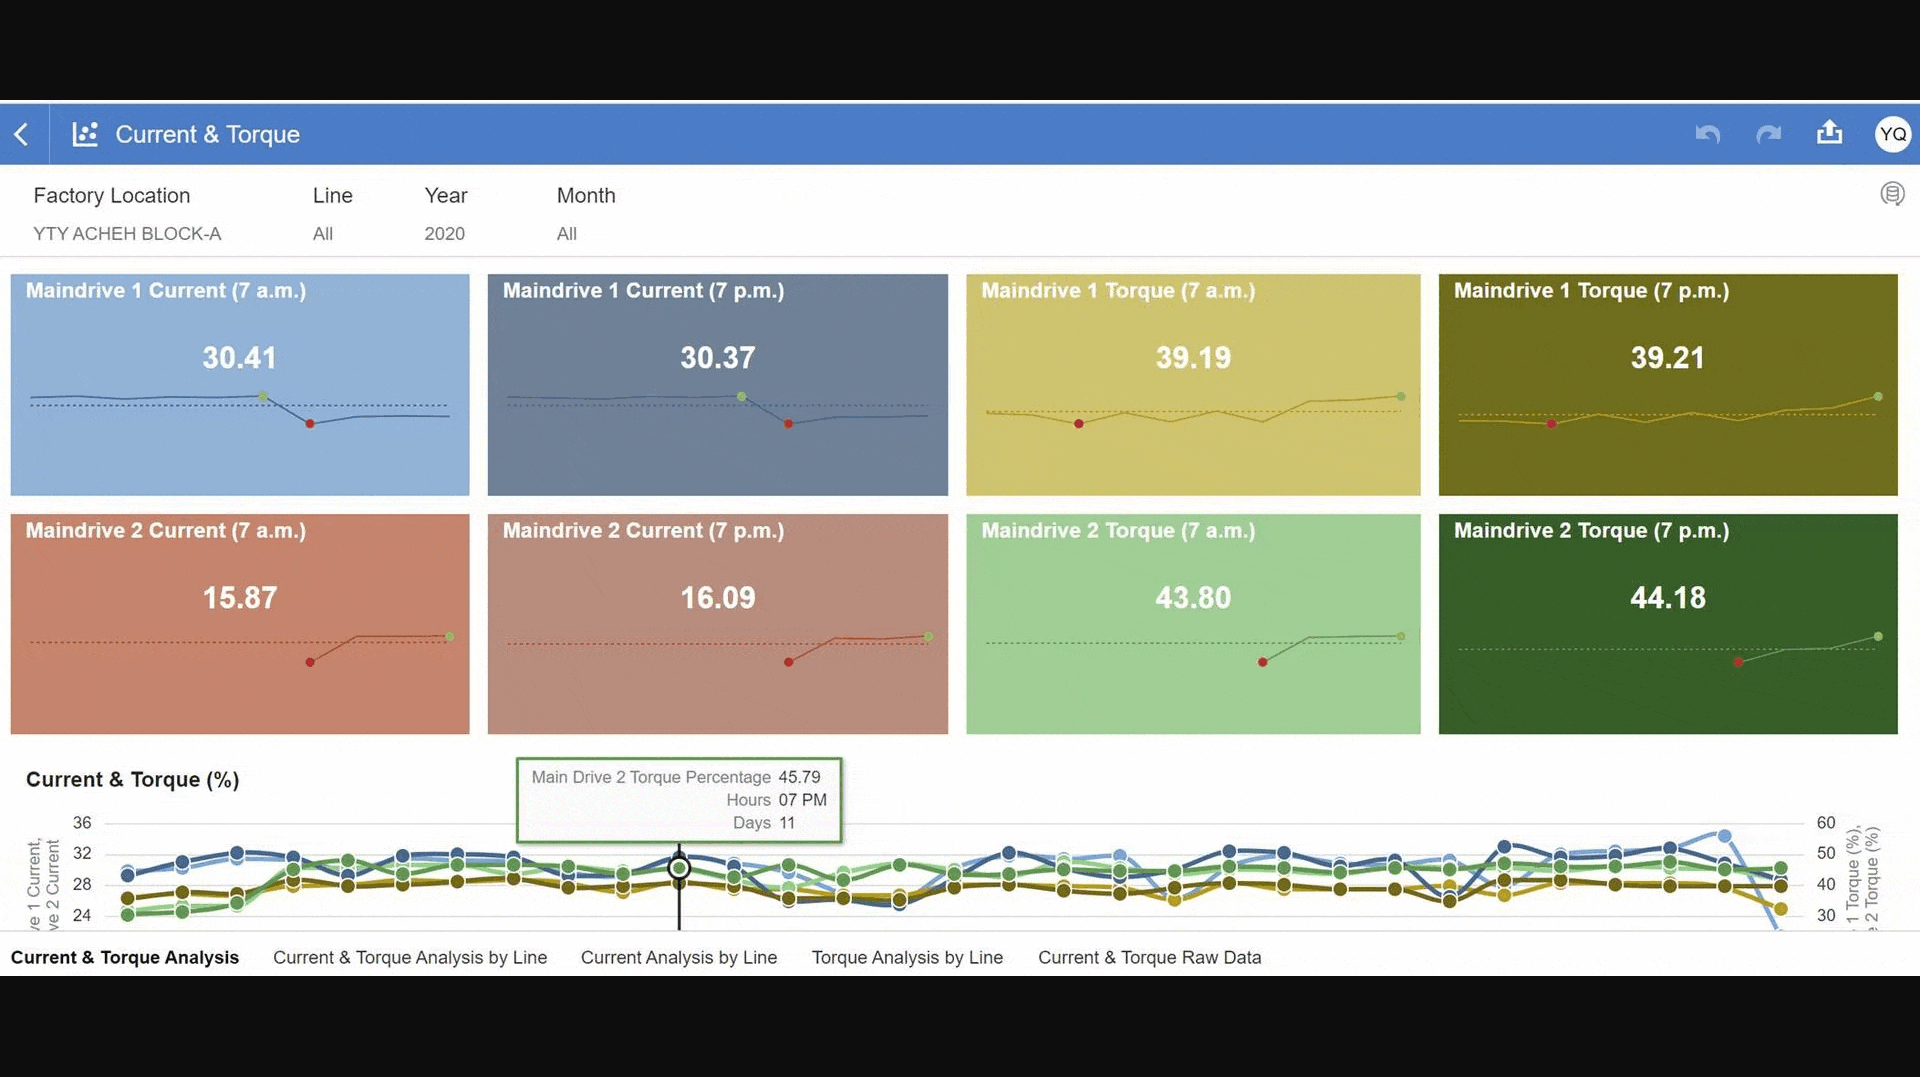 Current & Torque
YQ
Factory Location Line Year Month
YTY ACHEH BLOCK-A All 2020 All
Maindrive 1 Current (7 a.m.)
30.41
Maindrive 1 Current (7 p.m.)
30.37
Maindrive 1 Torque (7 a.m.)
39.19
Maindrive 1 Torque (7 p.m.)
39.21
Maindrive 2 Current (7 a.m.)
15.87
Maindrive 2 Current (7 p.m.)
16.09
Maindrive 2 Torque (7 a.m.)
43.80
Maindrive 2 Torque (7 p.m.)
44.18
Current & Torque (%)
Main Drive 2 Torque Percentage 45.79
Hours 07 PM
Days 11
36
32
28
24
ve 1 Current,
ve 2 Current
60
50
40
30
1 Torque (%),
2 Torque (%)
Current & Torque Analysis Current & Torque Analysis by Line Current Analysis by Line Torque Analysis by Line Current & Torque Raw Data